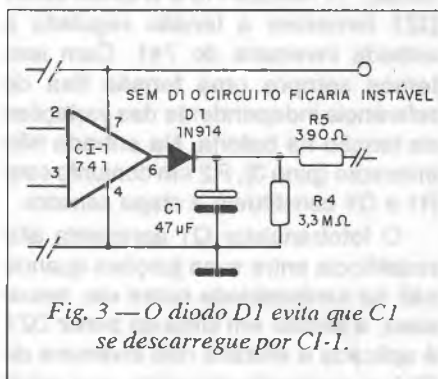 SEM D1 O CIRCUITO FICARIA INSTÁVEL
D1
1N914
R5
390Ω
2
7
CI-1
741
6
3
4
C1
47µF
R4
3,3MΩ
Fig. 3 — O diodo D1 evita que C1
se descarregue por CI-1.